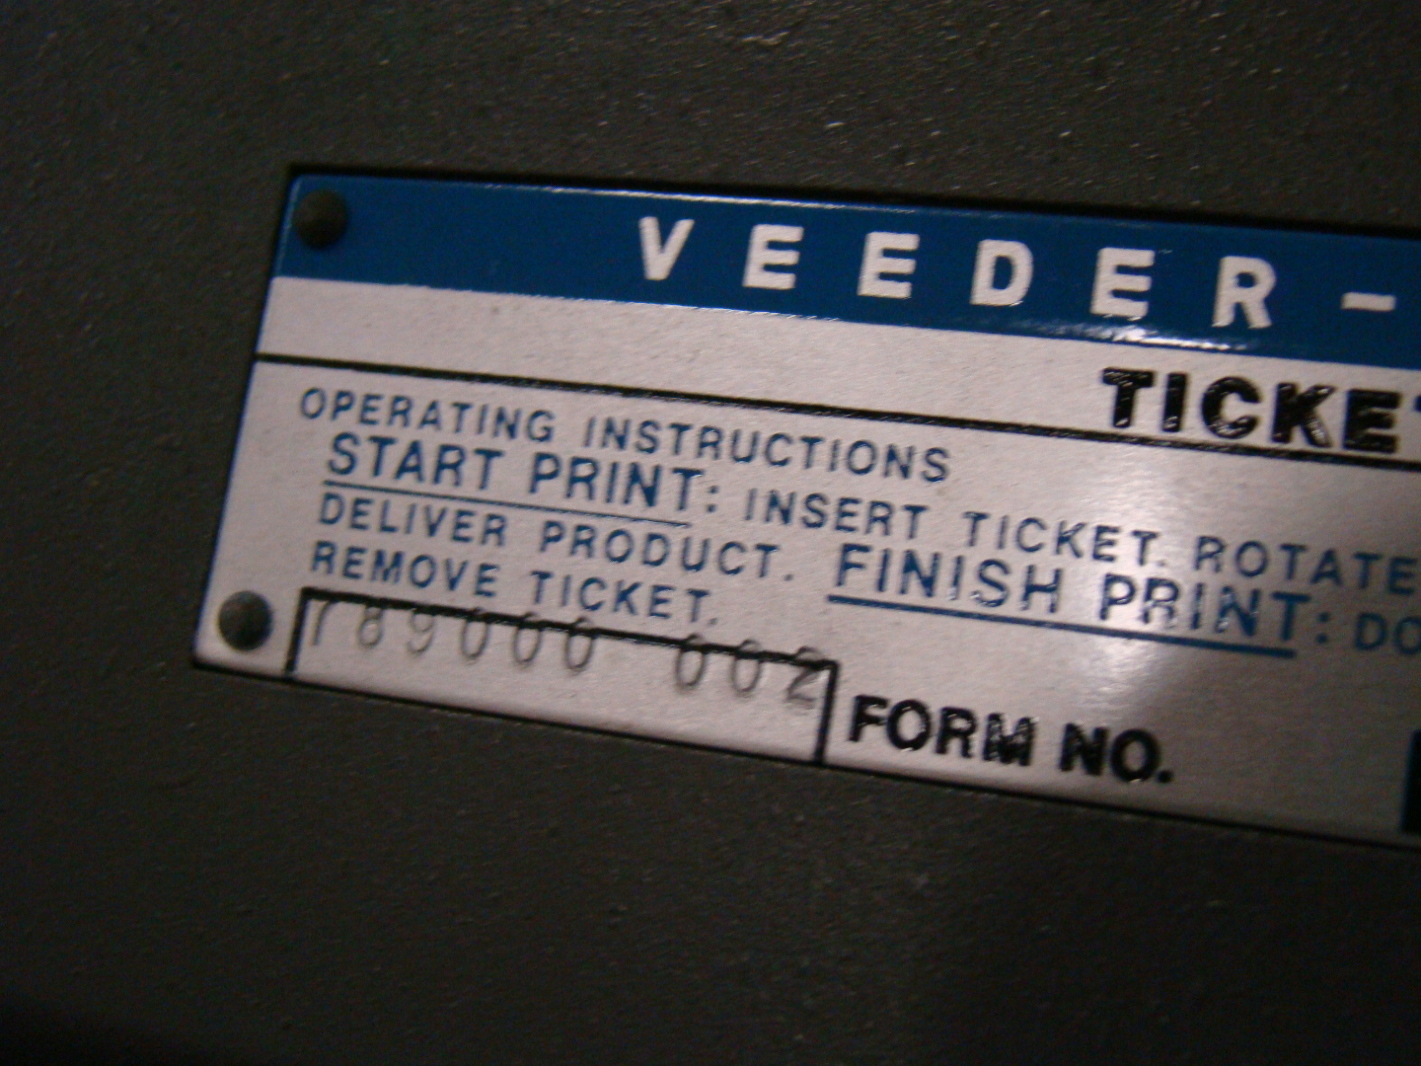 VEEDER-
TICKET
OPERATING INSTRUCTIONS
START PRINT: INSERT TICKET. ROTATE
DELIVER PRODUCT. FINISH PRINT: DO
REMOVE TICKET.
789000 002
FORM NO.